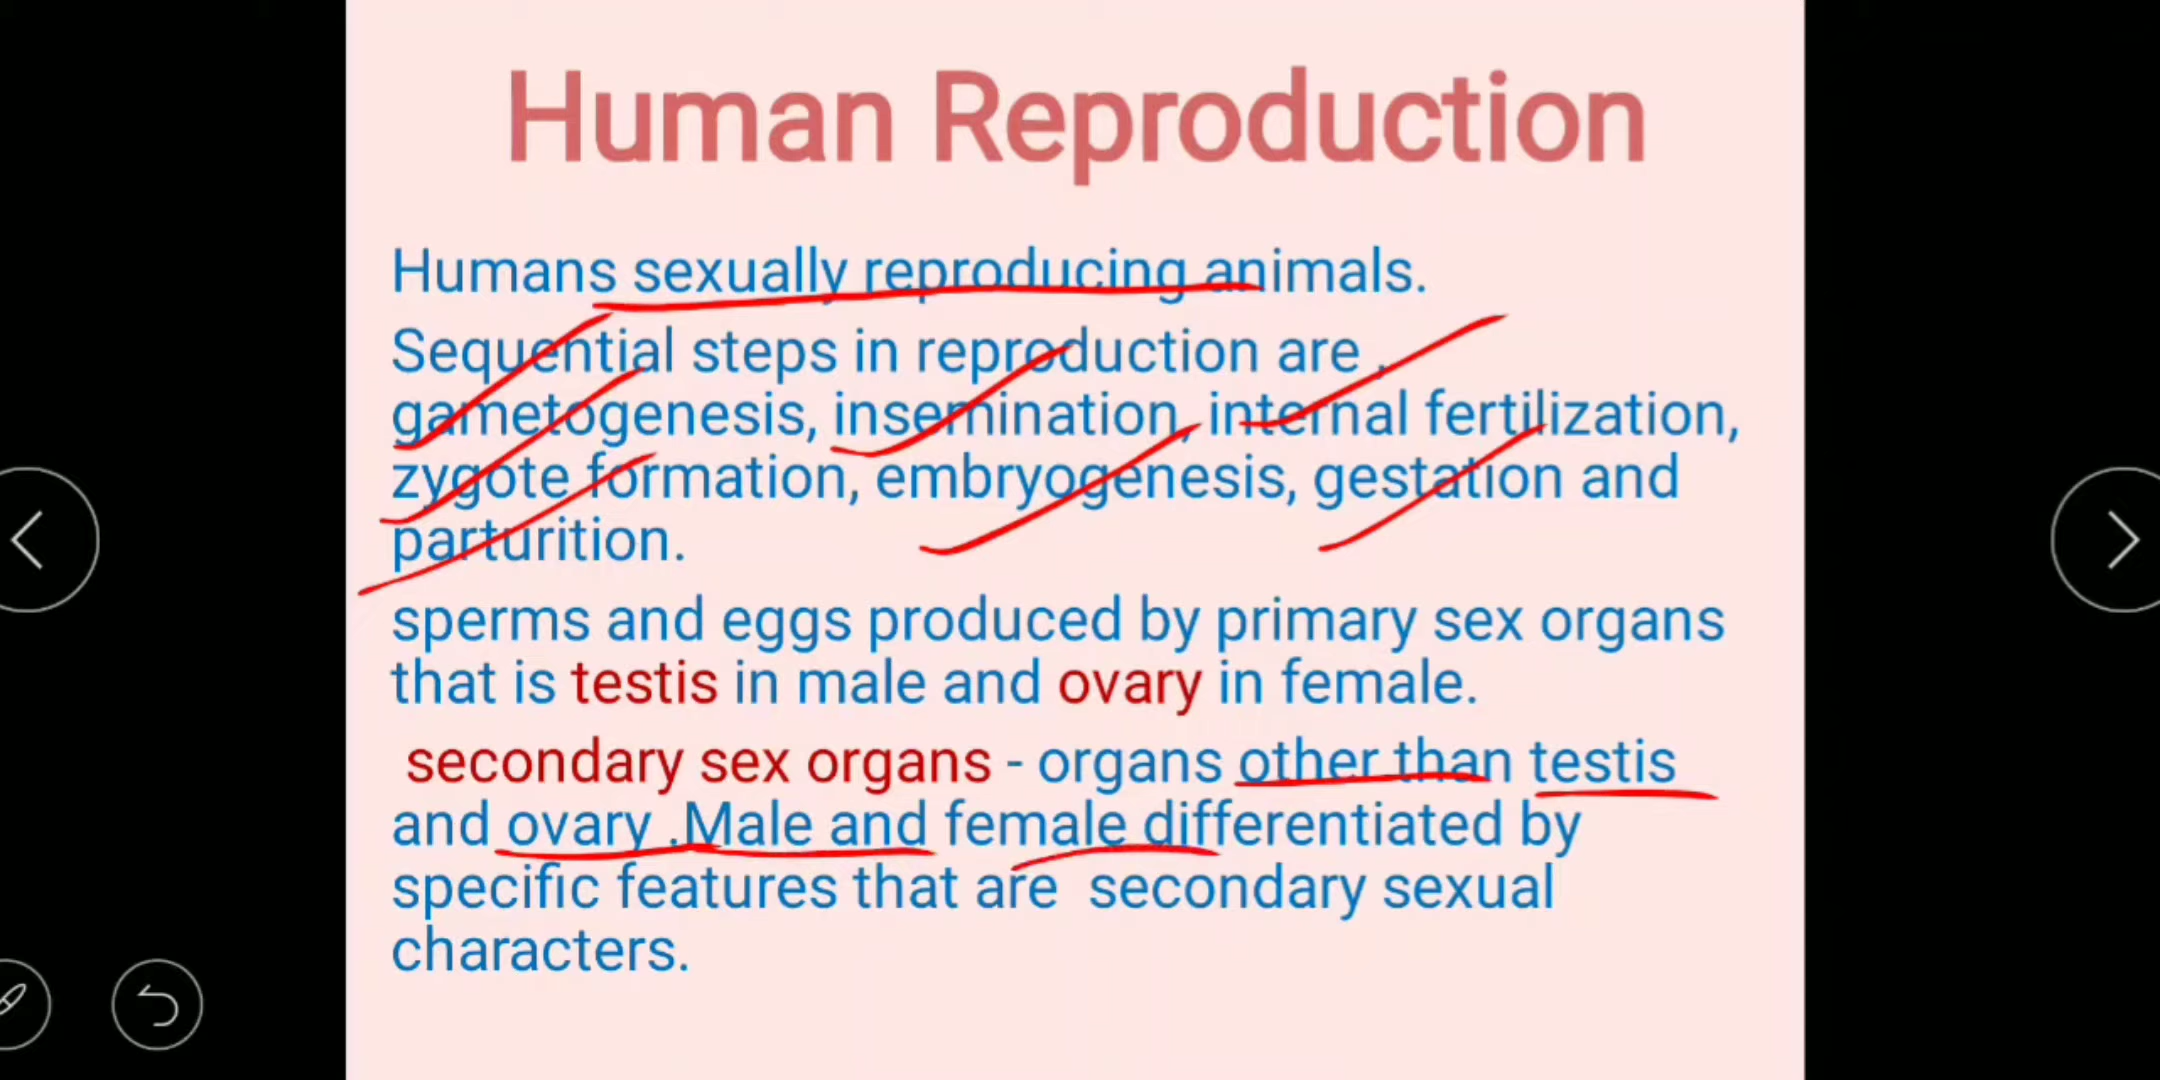 Human Reproduction
Humans sexually reproducing animals.
Sequential steps in reproduction are ,
gametogenesis, insemination, internal fertilization,
zygote formation, embryogenesis, gestation and
parturition.
sperms and eggs produced by primary sex organs
that is testis in male and ovary in female.
secondary sex organs - organs other than testis
and ovary .Male and female differentiated by
specific features that are secondary sexual
characters.